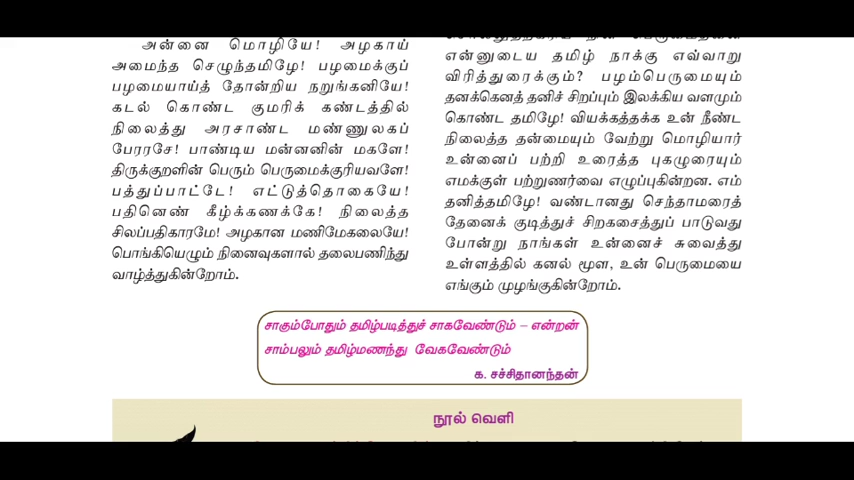 அன்னை மொழியே! அழகாய்
அமைந்த செழுந்தமிழே! பழமைக்குப்
பழமையாய்த் தோன்றிய நறுங்கனியே!
கடல் கொண்ட குமரிக் கண்டத்தில்
நிலைத்து அரசாண்ட மண்ணுலகப்
பேரரசே! பாண்டிய மன்னனின் மகளே!
திருக்குறளின் பெரும் பெருமைக்குரியவளே!
பத்துப்பாட்டே! எட்டுத்தொகையே!
பதினெண் கீழ்க்கணக்கே! நிலைத்த
சிலப்பதிகாரமே! அழகான மணிமேகலையே!
பொங்கியெழும் நினைவுகளால் தலைபணிந்து
வாழ்த்துகின்றோம்.
என்னுடைய தமிழ் நாக்கு எவ்வாறு
விரித்துரைக்கும்? பழம்பெருமையும்
தனக்கெனத் தனிச் சிறப்பும் இலக்கிய வளமும்
கொண்ட தமிழே! வியக்கத்தக்க உன் நீண்ட
நிலைத்த தன்மையும் வேற்று மொழியார்
உன்னைப் பற்றி உரைத்த புகழுரையும்
எமக்குள் பற்றுணர்வை எழுப்புகின்றன. எம்
தனித்தமிழே! வண்டானது செந்தாமரைத்
தேனைக் குடித்துச் சிறகசைத்துப் பாடுவது
போன்று நாங்கள் உன்னைச் சுவைத்து
உள்ளத்தில் கனல் மூள, உன் பெருமையை
எங்கும் முழங்குகின்றோம்.
சாகும்போதும் தமிழ்படித்துச் சாகவேண்டும் – என்றன்
சாம்பலும் தமிழ்மணந்து வேகவேண்டும்
க. சச்சிதானந்தன்
நூல் வெளி